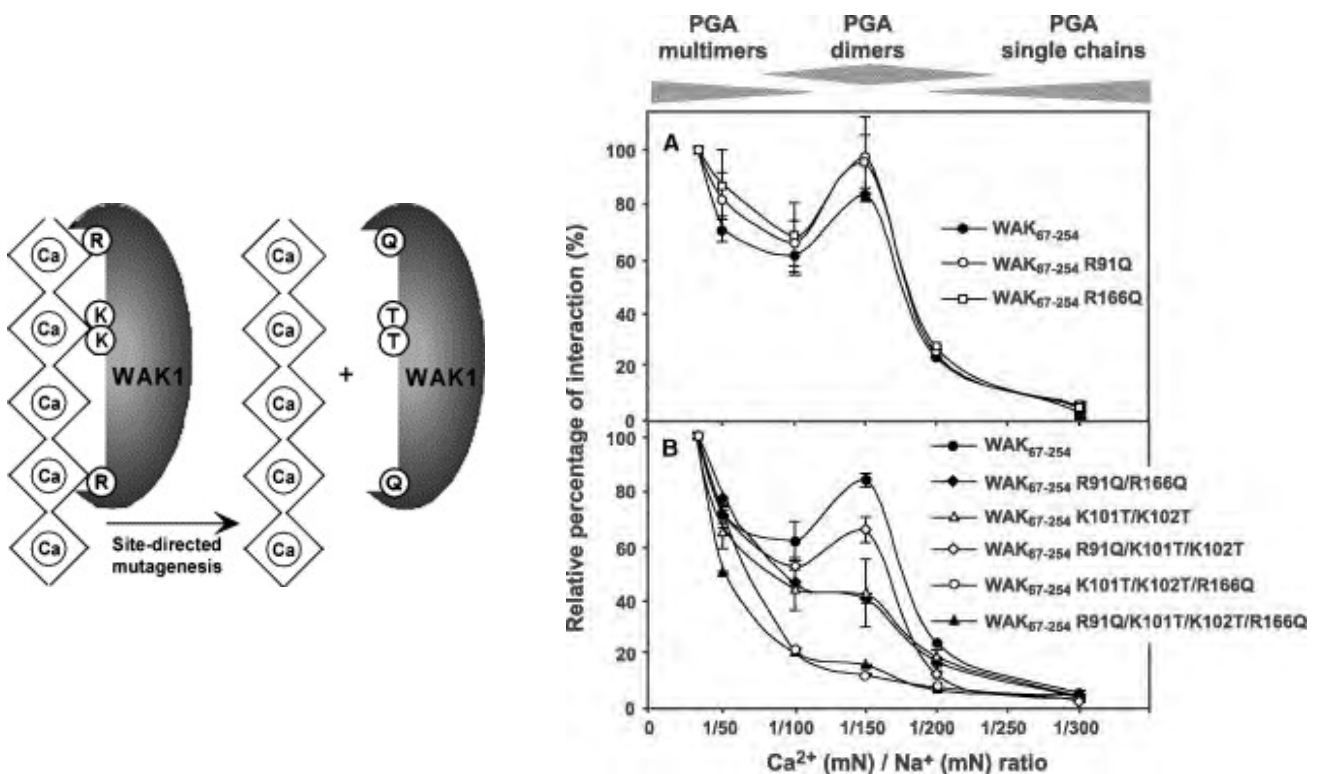 PGA multimers
PGA dimers
PGA single chains
Ca
Ca
Ca
Ca
Ca
R
K
K
R
WAK1
Site-directed
mutagenesis
Ca
Ca
Ca
Ca
Ca
+
Q
T
T
Q
WAK1
Relative percentage of interaction (%)
A
100
80
60
40
20
0
WAK67-254
WAK67-254 R91Q
WAK67-254 R166Q
B
100
80
60
40
20
0
WAK67-254
WAK67-254 R91Q/R166Q
WAK67-254 K101T/K102T
WAK67-254 R91Q/K101T/K102T
WAK67-254 K101T/K102T/R166Q
WAK67-254 R91Q/K101T/K102T/R166Q
0 1/50 1/100 1/150 1/200 1/250 1/300
Ca2+ (mN) / Na+ (mN) ratio